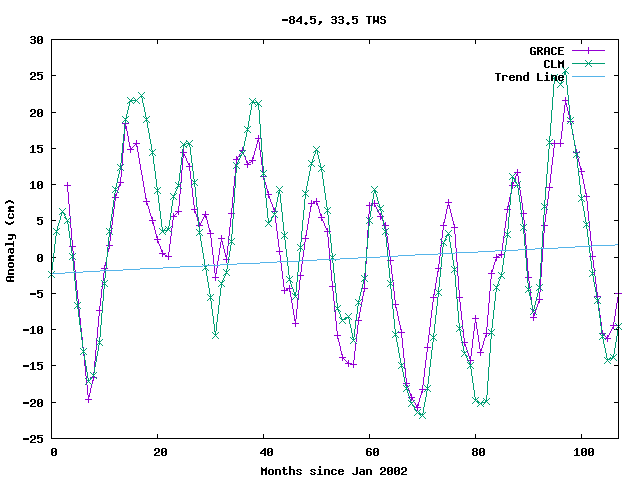 -84.5, 33.5 TWS
GRACE
CLM
Trend Line
30
25
20
15
10
5
0
-5
-10
-15
-20
-25
Anomaly (cm)
0 20 40 60 80 100
Months since Jan 2002